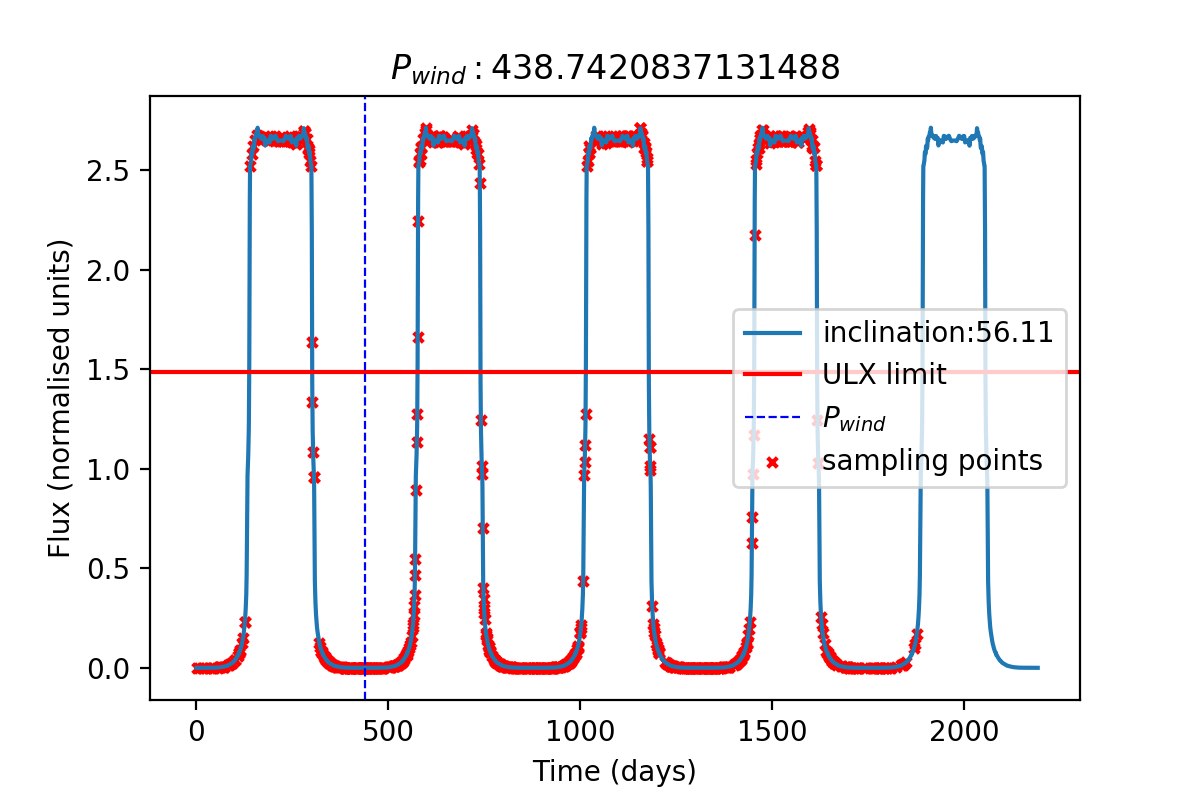 P_wind : 438.7420837131488
Flux (normalised units)
2.5
2.0
1.5
1.0
0.5
0.0
inclination:56.11
ULX limit
P_wind
sampling points
0 500 1000 1500 2000
Time (days)